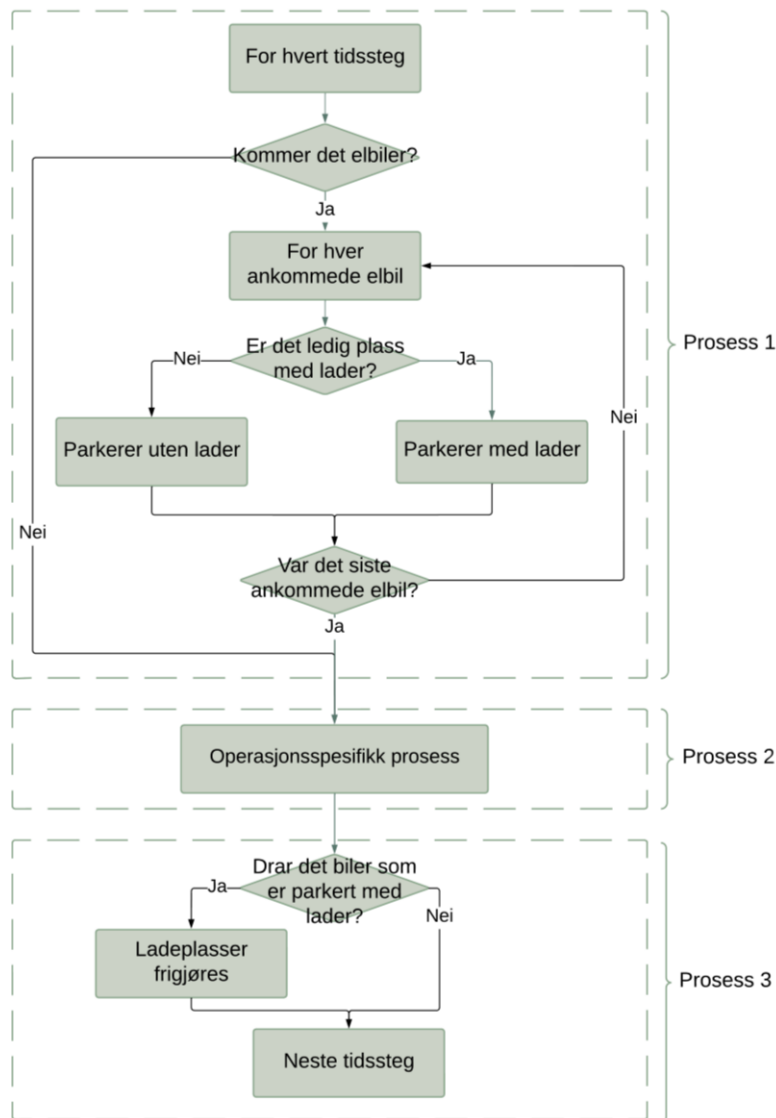 For hvert tidssteg
Kommer det elbiler?
Ja
For hver
ankommede elbil
Er det ledig plass
med lader?
Nei
Ja
Prosess 1
Parkerer uten lader
Parkerer med lader
Nei
Nei
Var det siste
ankommede elbil?
Ja
Operasjonsspesifikk prosess
Prosess 2
Drar det biler som
er parkert med
lader?
Ja
Nei
Ladeplasser
frigjøres
Prosess 3
Neste tidssteg